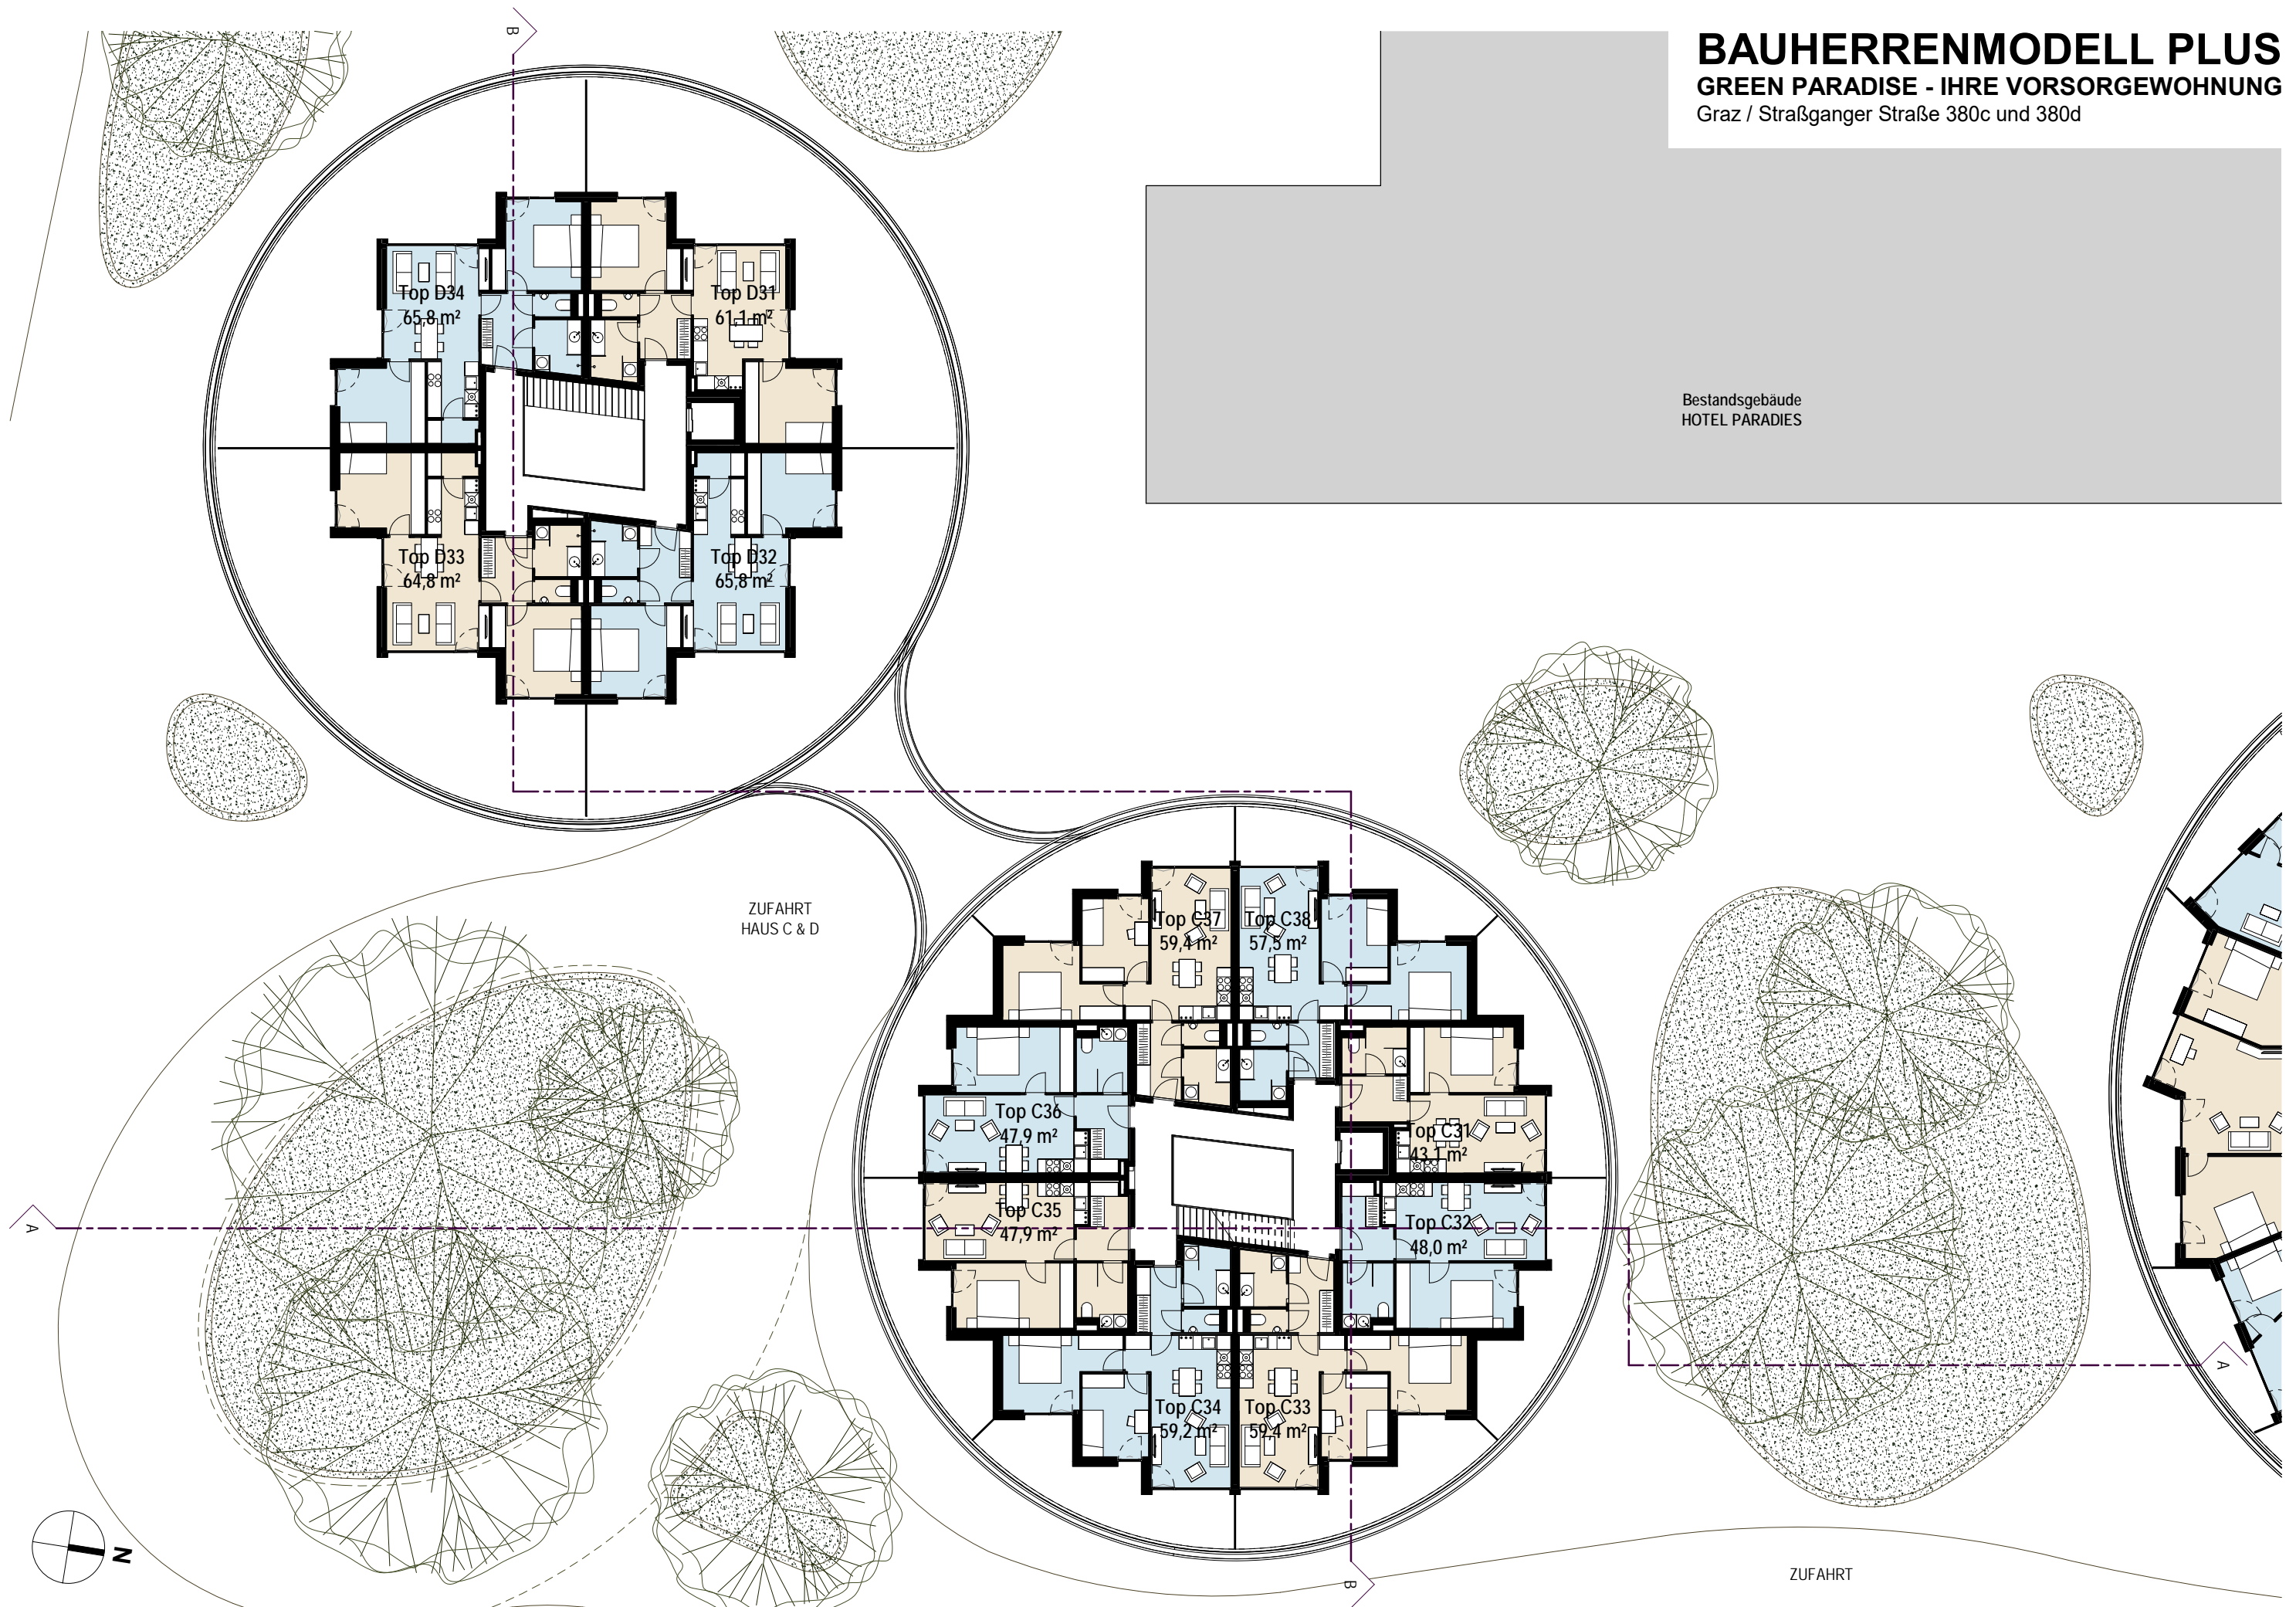 B
BAUHERRENMODELL PLUS
GREEN PARADISE - IHRE VORSORGEWOHNUNG
Graz / Straßganger Straße 380c und 380d
Top D34
65,8 m²
Top D31
61,1 m²
Bestandsgebäude
HOTEL PARADIES
Top D33
64,8 m²
Top D32
65,8 m²
ZUFAHRT
HAUS C & D
Top C37
59,4 m²
Top C38
57,5 m²
Top C36
47,9 m²
Top C31
43,1 m²
Top C35
47,9 m²
Top C32
48,0 m²
A
A
Top C34
59,2 m²
Top C33
59,4 m²
N
B
ZUFAHRT